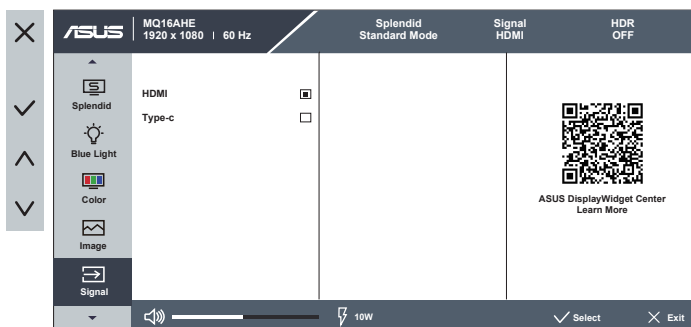 ASUS
MQ16AHE
1920 x 1080 | 60 Hz
Splendid
Standard Mode
Signal
HDMI
HDR
OFF
S
Splendid
Blue Light
Color
Image
Signal
HDMI
Type-c
ASUS DisplayWidget Center
Learn More
10W
Select
Exit